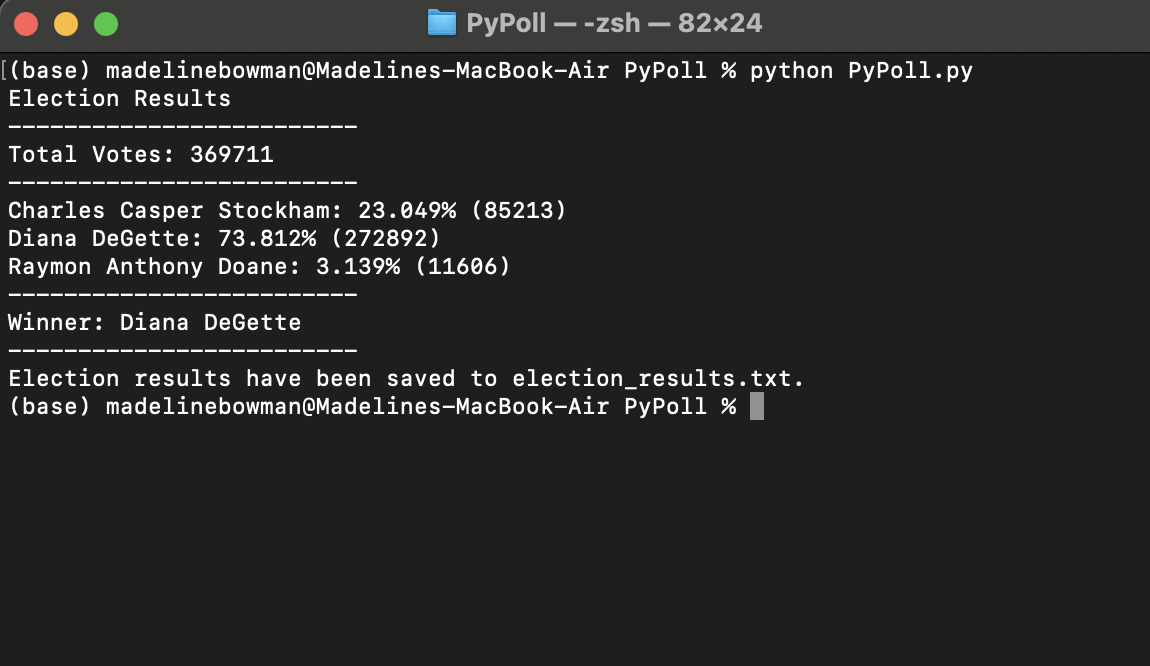 PyPoll — -zsh — 82×24
(base) madelinebowman@Madelines-MacBook-Air PyPoll % python PyPoll.py
Election Results
-------------------------
Total Votes: 369711
-------------------------
Charles Casper Stockham: 23.049% (85213)
Diana DeGette: 73.812% (272892)
Raymon Anthony Doane: 3.139% (11606)
-------------------------
Winner: Diana DeGette
-------------------------
Election results have been saved to election_results.txt.
(base) madelinebowman@Madelines-MacBook-Air PyPoll %